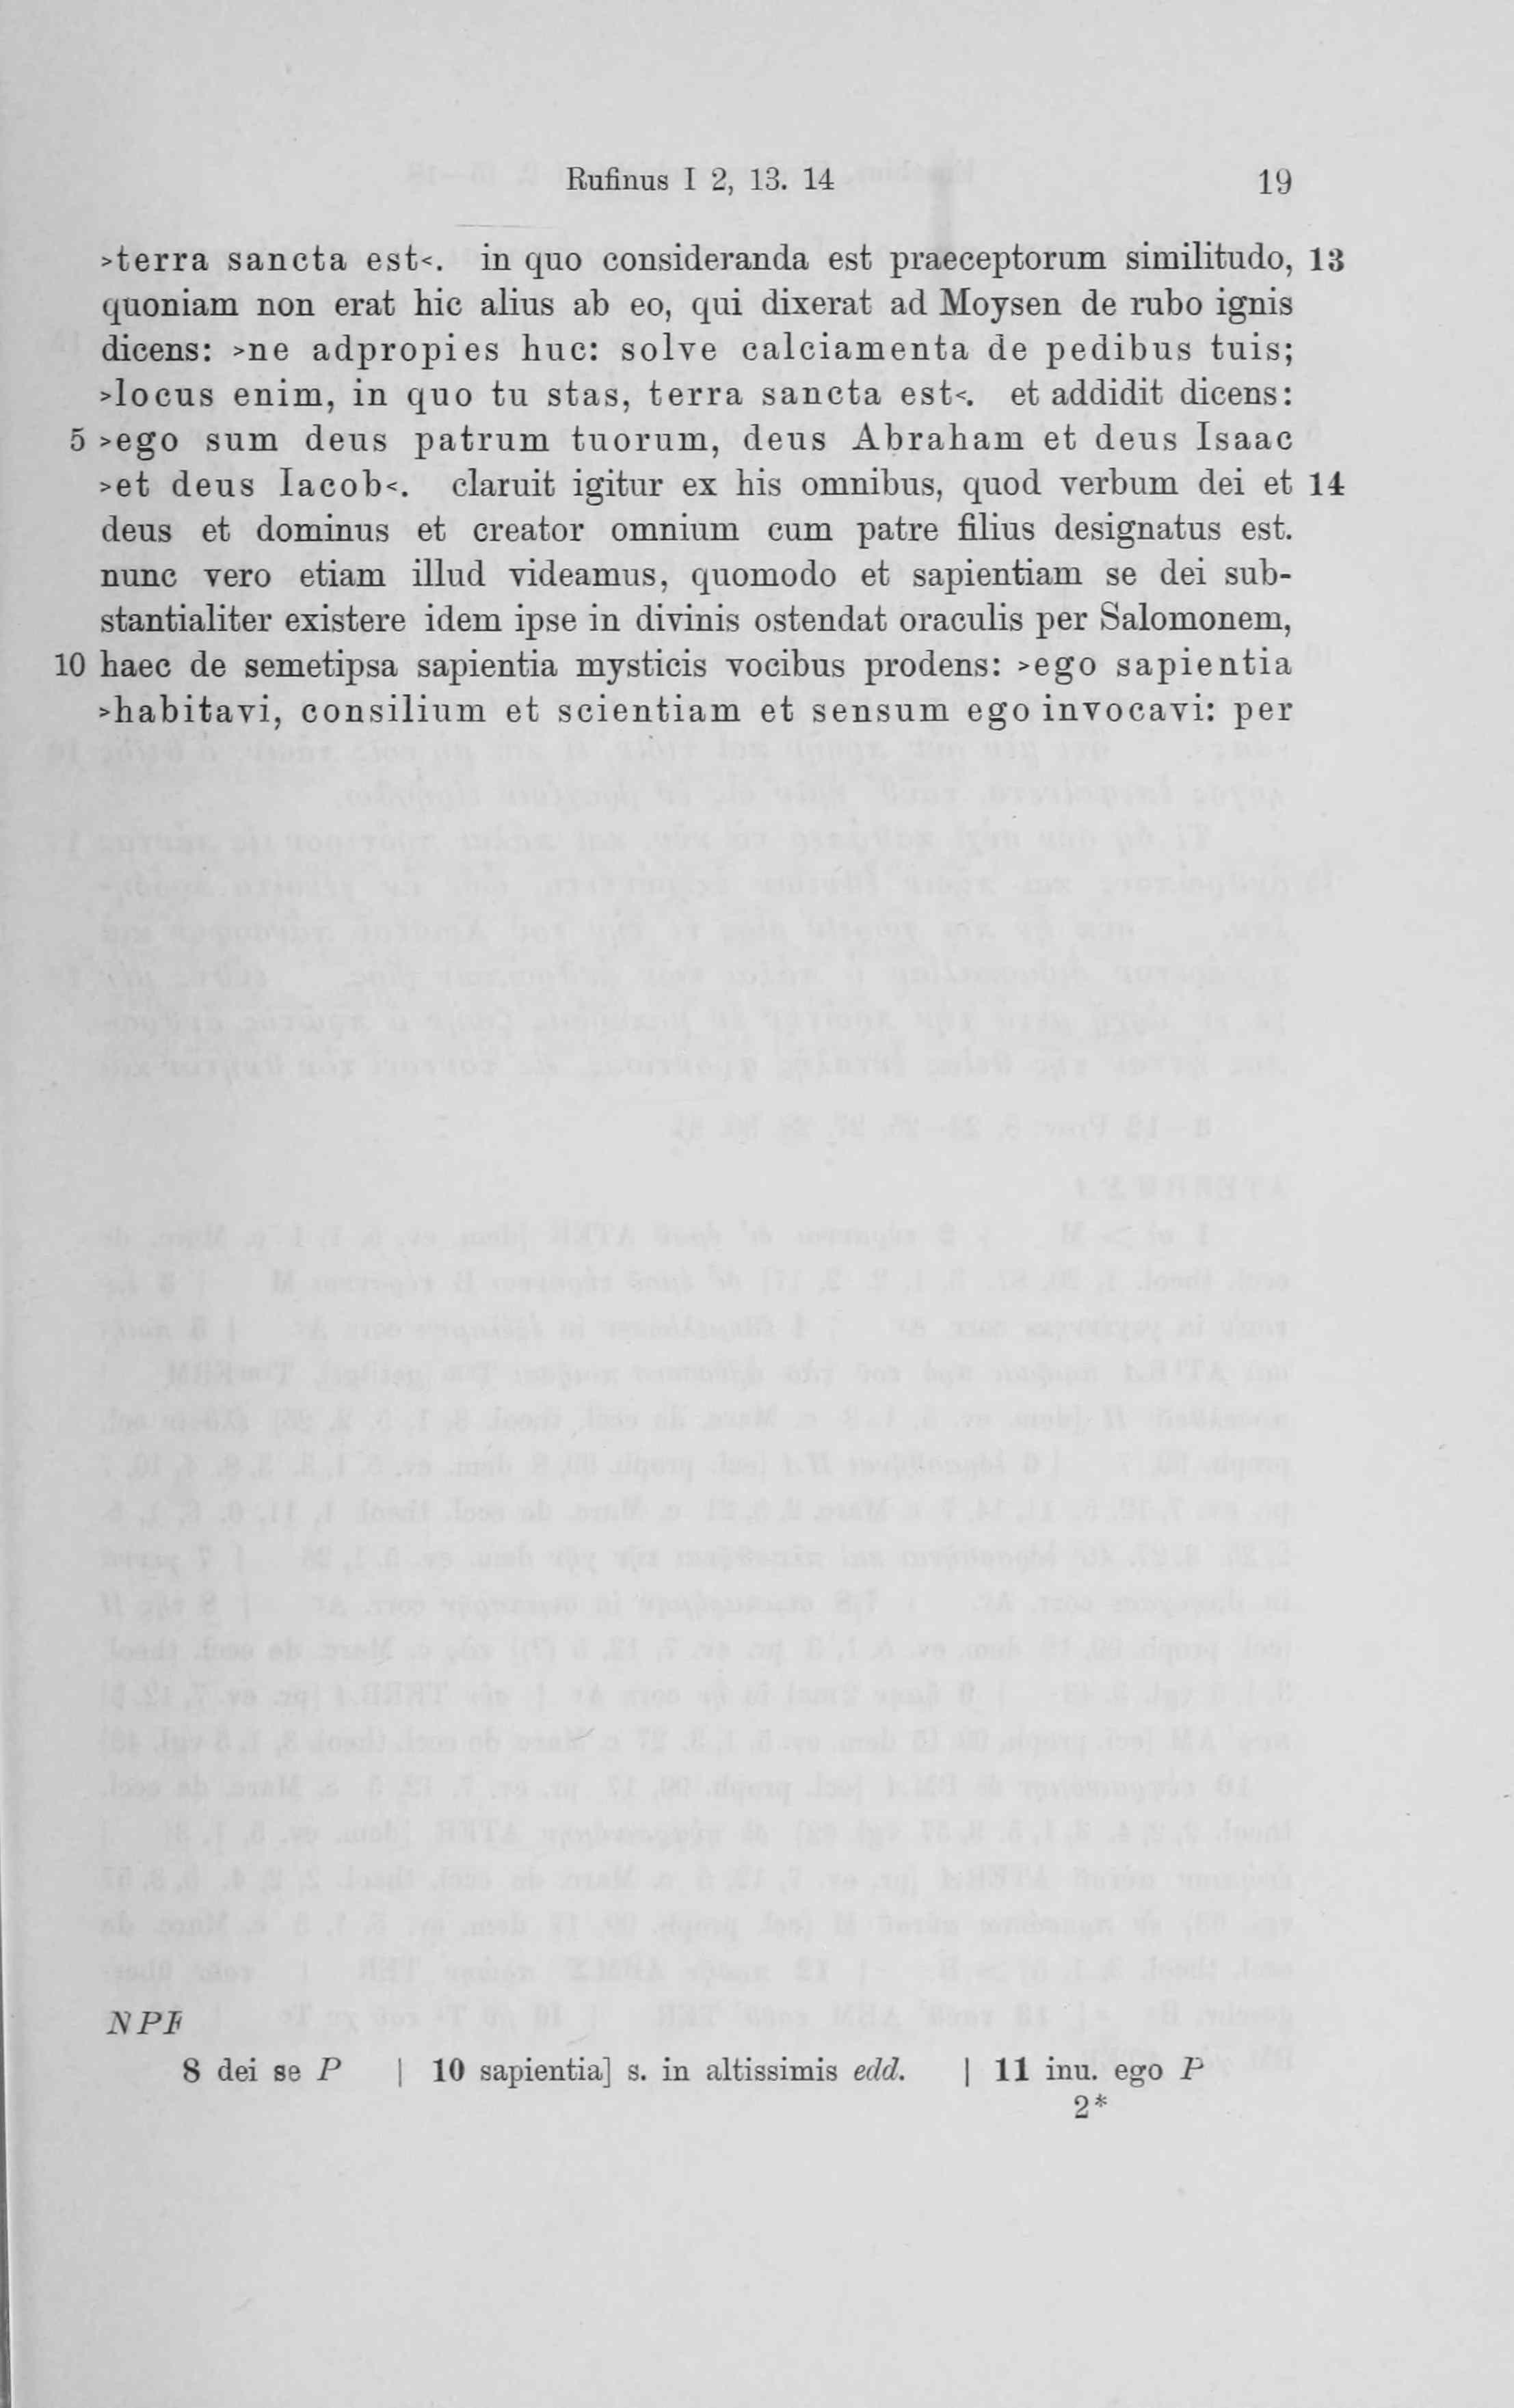 Rufinus I 2, 13. 14 19
>terra sancta est<. in quo consideranda est praeceptorum similitudo, 13
quoniam non erat hic alius ab eo, qui dixerat ad Moysen de rubo ignis
dicens: >ne adpropies huc: solve calciamenta de pedibus tuis;
>locus enim, in quo tu stas, terra sancta est<. et addidit dicens:
5 >ego sum deus patrum tuorum, deus Abraham et deus Isaac
>et deus Iacob<. claruit igitur ex his omnibus, quod verbum dei et 14
deus et dominus et creator omnium cum patre filius designatus est.
nunc vero etiam illud videamus, quomodo et sapientiam se dei sub-
stantialiter existere idem ipse in divinis ostendat oraculis per Salomonem,
10 haec de semetipsa sapientia mysticis vocibus prodens: >ego sapientia
>habitavi, consilium et scientiam et sensum ego invocavi: per
NPF
8 dei se P | 10 sapientia] s. in altissimis edd. | 11 inu. ego P
2*